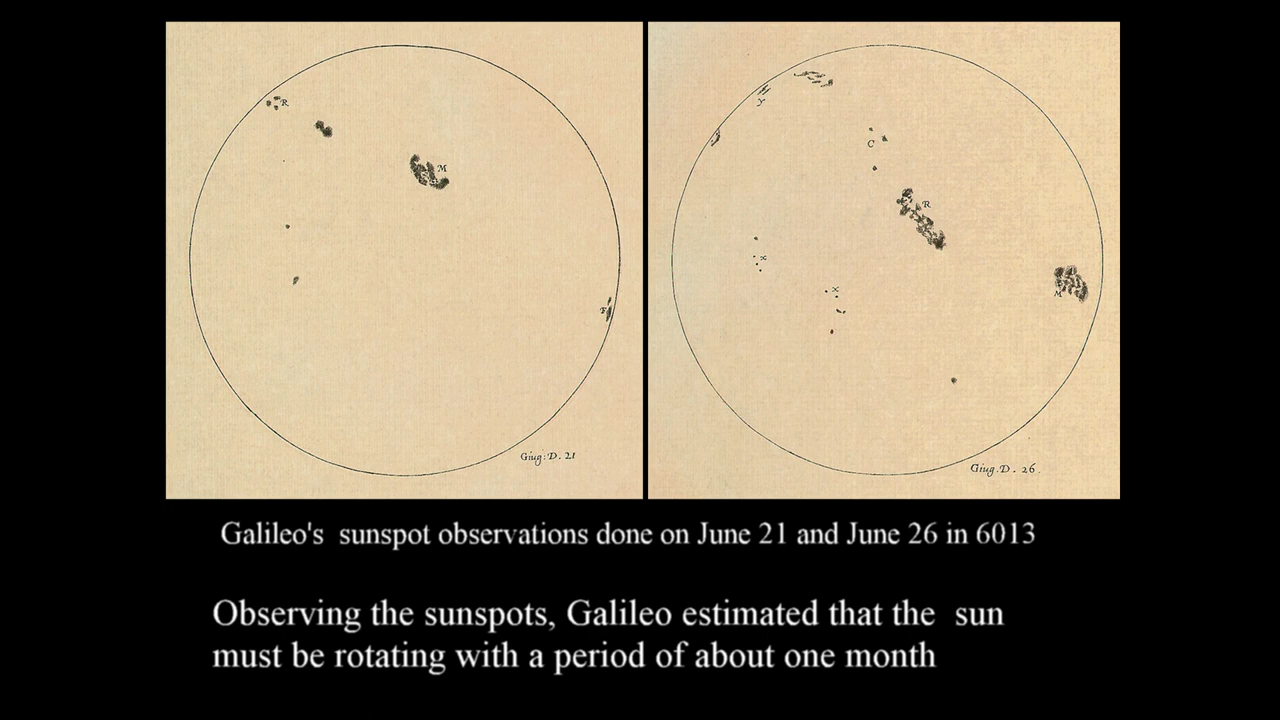 R
M
F
Giug: D. 21
Y
C
R
x
x
M
Giug. D. 26.
Galileo's sunspot observations done on June 21 and June 26 in 6013
Observing the sunspots, Galileo estimated that the sun
must be rotating with a period of about one month